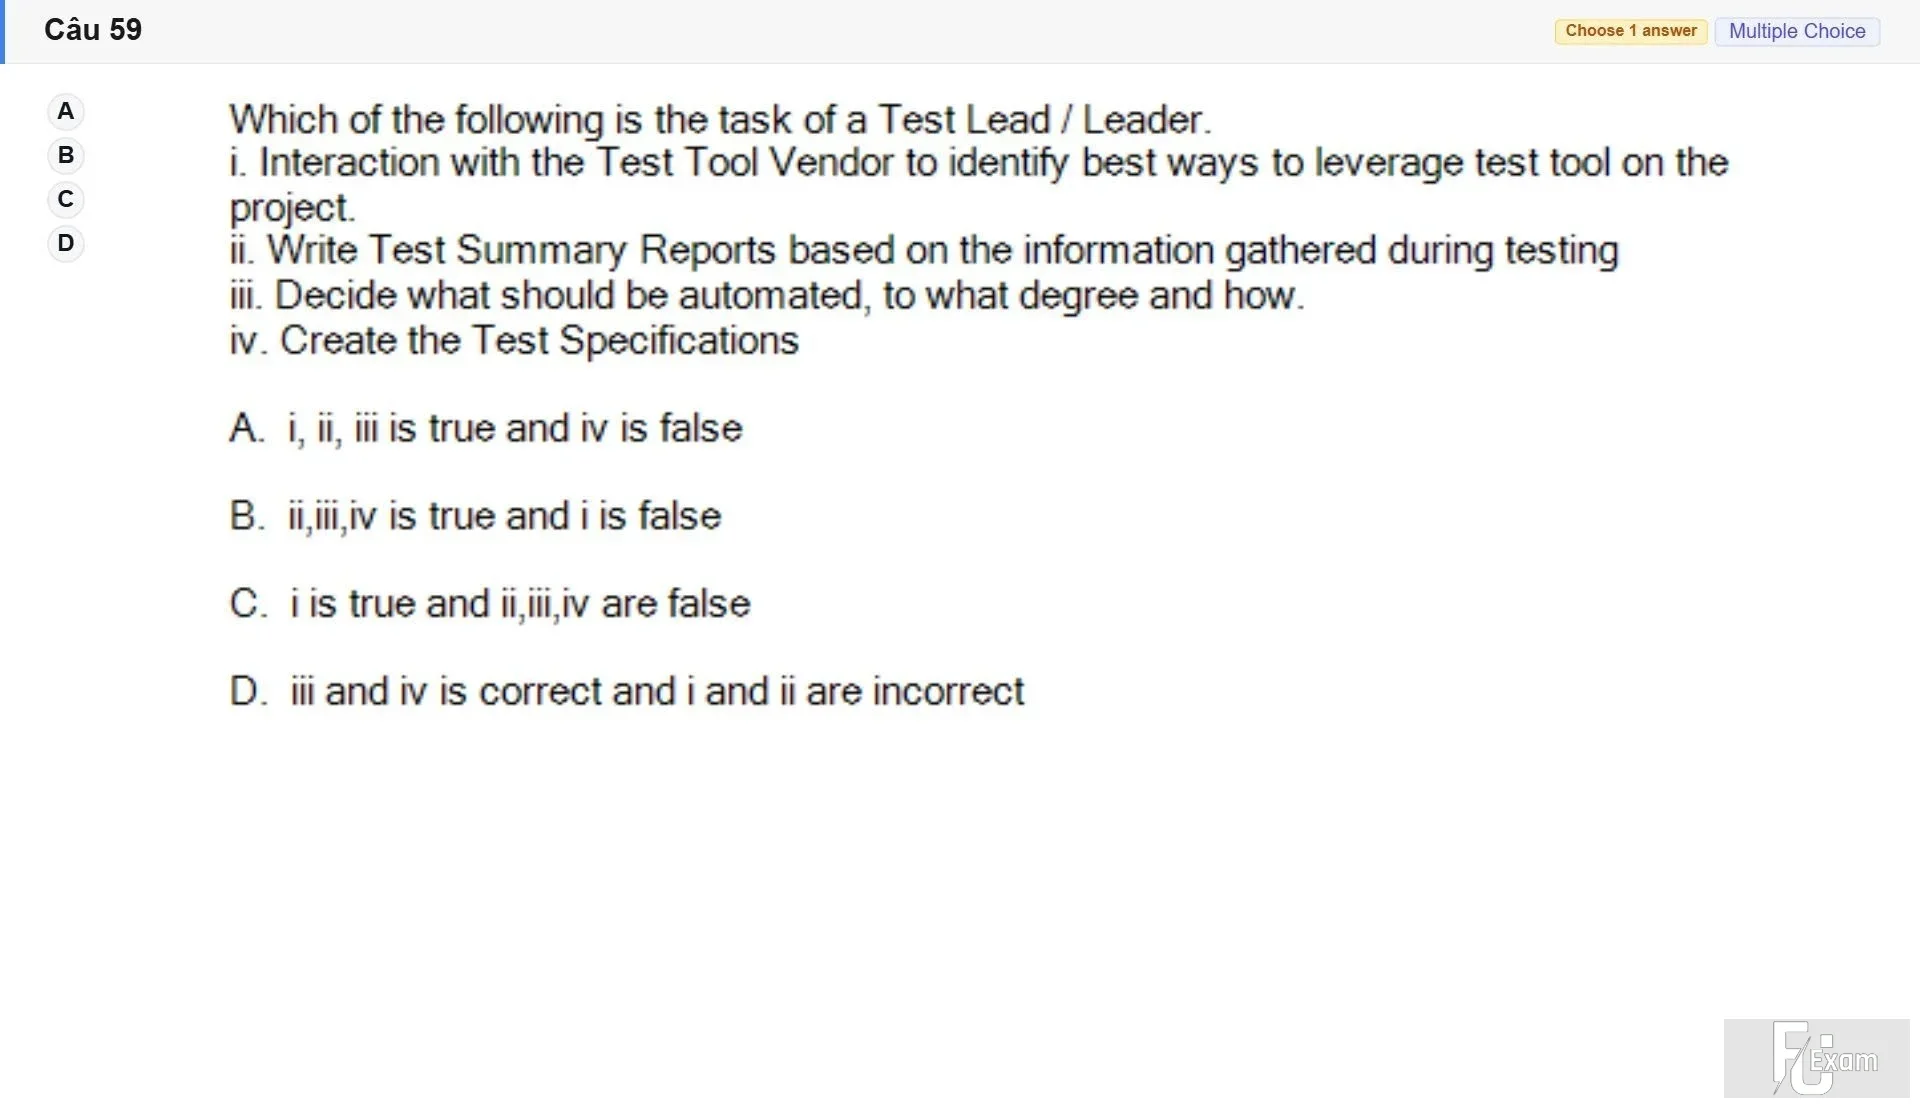 Câu 59
Choose 1 answer
Multiple Choice
A
B
C
D
Which of the following is the task of a Test Lead / Leader.
i. Interaction with the Test Tool Vendor to identify best ways to leverage test tool on the
project.
ii. Write Test Summary Reports based on the information gathered during testing
iii. Decide what should be automated, to what degree and how.
iv. Create the Test Specifications
A. i, ii, iii is true and iv is false
B. ii,iii,iv is true and i is false
C. i is true and ii,iii,iv are false
D. iii and iv is correct and i and ii are incorrect
Exam